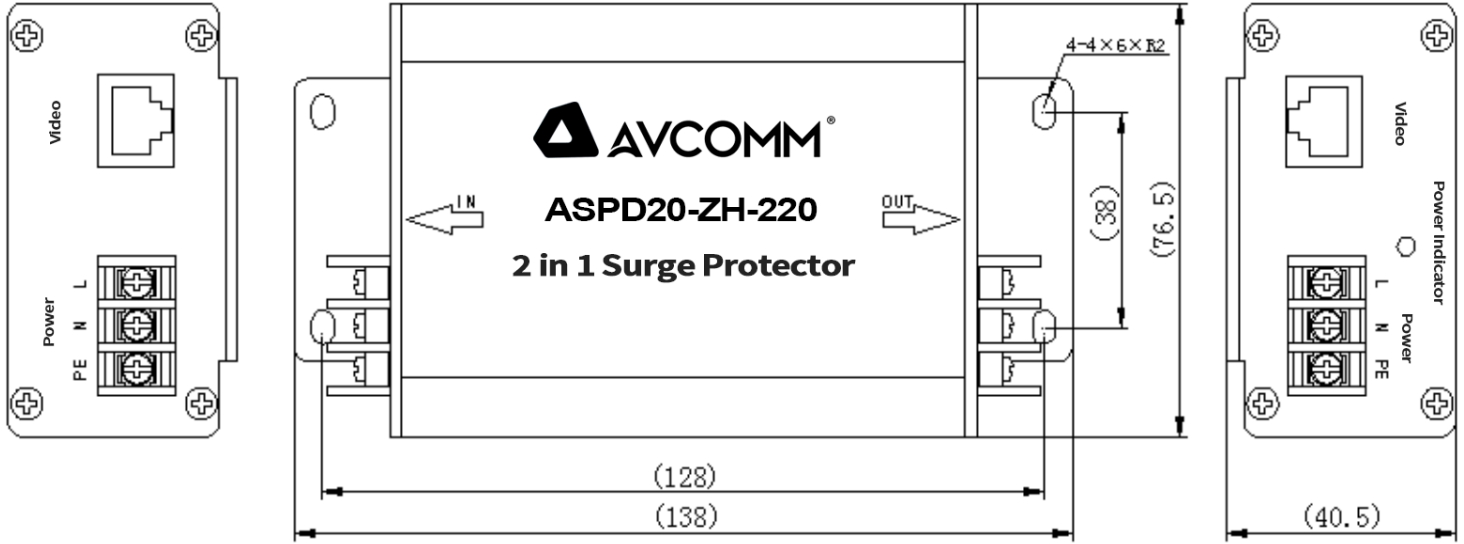 Video
Power
L
N
PE
AVCOMM®
IN
ASPD20-ZH-220
OUT
2 in 1 Surge Protector
4-4×6×R2
(38)
(76.5)
(128)
(138)
Video
Power Indicator
Power
L
N
PE
(40.5)